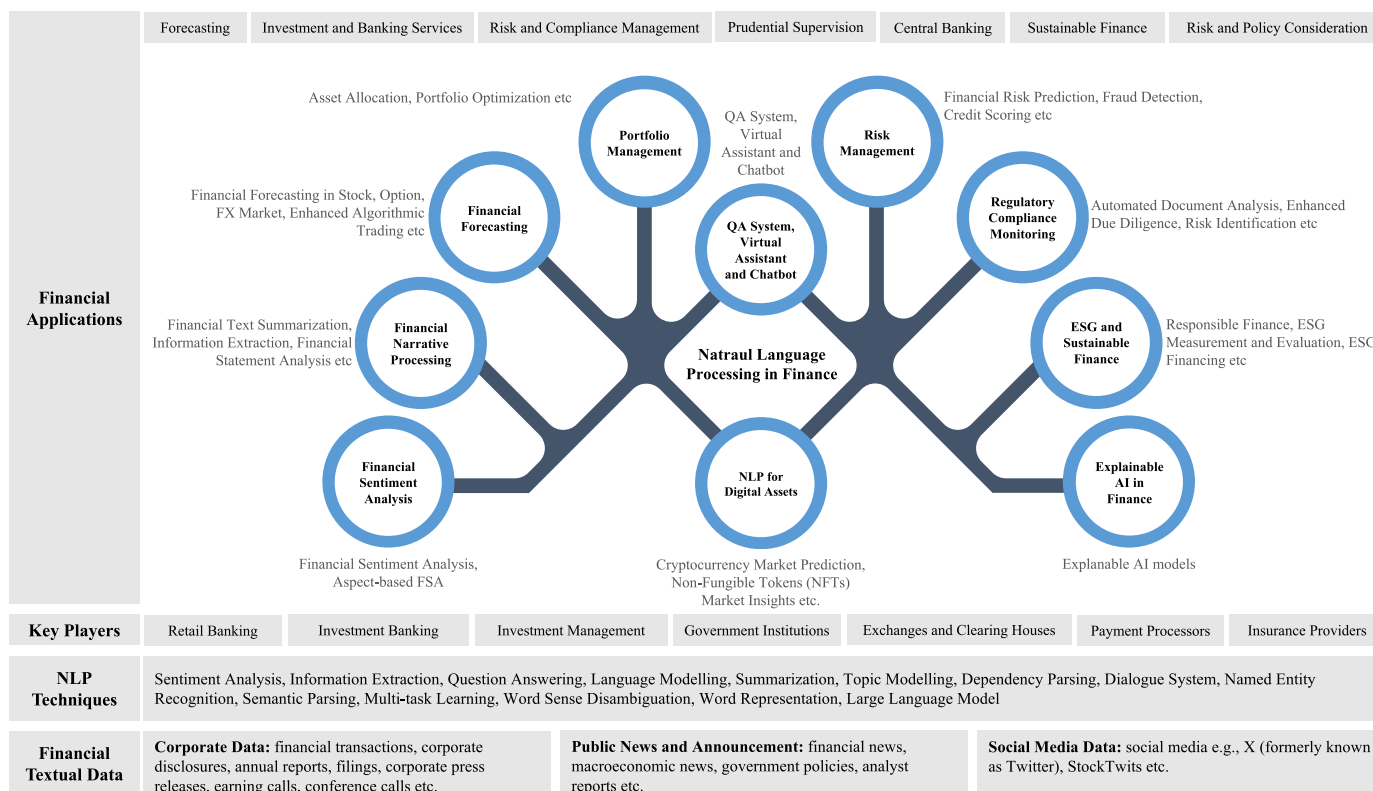 Forecasting
Investment and Banking Services
Risk and Compliance Management
Prudential Supervision
Central Banking
Sustainable Finance
Risk and Policy Consideration
Financial
Applications
Asset Allocation, Portfolio Optimization etc
Portfolio
Management
QA System,
Virtual
Assistant and
Chatbot
Risk
Management
Financial Risk Prediction, Fraud Detection,
Credit Scoring etc
Financial Forecasting in Stock, Option,
FX Market, Enhanced Algorithmic
Trading etc
Financial
Forecasting
QA System,
Virtual
Assistant
and Chatbot
Regulatory
Compliance
Monitoring
Automated Document Analysis, Enhanced
Due Diligence, Risk Identification etc
Financial Text Summarization,
Information Extraction, Financial
Statement Analysis etc
Financial
Narrative
Processing
Natraul Language
Processing in Finance
ESG and
Sustainable
Finance
Responsible Finance, ESG
Measurement and Evaluation, ESG
Financing etc
Financial
Sentiment
Analysis
NLP for
Digital Assets
Explainable
AI in
Finance
Financial Sentiment Analysis,
Aspect-based FSA
Cryptocurrency Market Prediction,
Non-Fungible Tokens (NFTs)
Market Insights etc.
Explanable AI models
Key Players
Retail Banking
Investment Banking
Investment Management
Government Institutions
Exchanges and Clearing Houses
Payment Processors
Insurance Providers
NLP
Techniques
Sentiment Analysis, Information Extraction, Question Answering, Language Modelling, Summarization, Topic Modelling, Dependency Parsing, Dialogue System, Named Entity
Recognition, Semantic Parsing, Multi-task Learning, Word Sense Disambiguation, Word Representation, Large Language Model
Financial
Textual Data
Corporate Data: financial transactions, corporate
disclosures, annual reports, filings, corporate press
releases, earning calls, conference calls etc.
Public News and Announcement: financial news,
macroeconomic news, government policies, analyst
reports etc.
Social Media Data: social media e.g., X (formerly known
as Twitter), StockTwits etc.